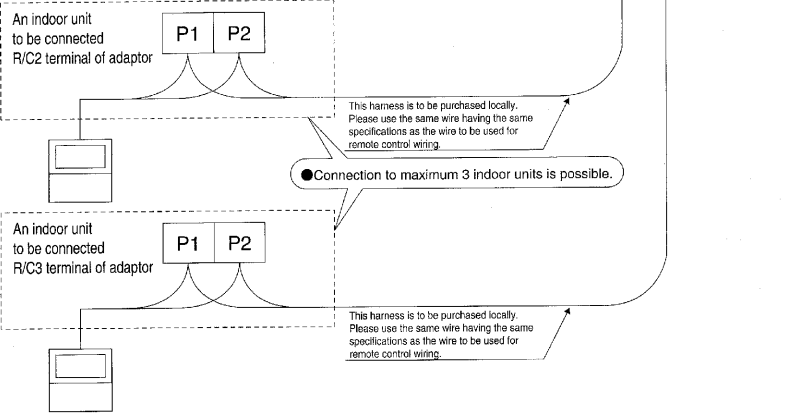 An indoor unit
to be connected
R/C2 terminal of adaptor
P1 P2
This harness is to be purchased locally.
Please use the same wire having the same
specifications as the wire to be used for
remote control wiring.
●Connection to maximum 3 indoor units is possible.
An indoor unit
to be connected
R/C3 terminal of adaptor
P1 P2
This harness is to be purchased locally.
Please use the same wire having the same
specifications as the wire to be used for
remote control wiring.